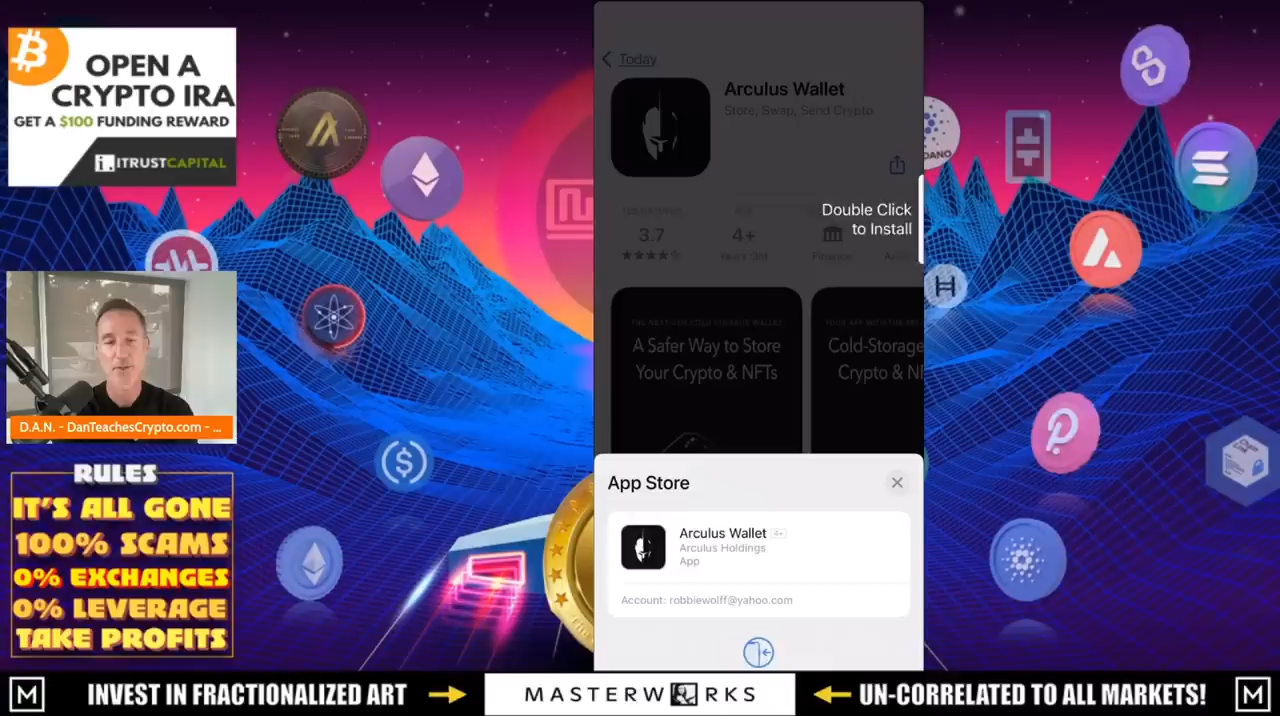 OPEN A
CRYPTO IRA
GET A $100 FUNDING REWARD
i. iTRUSTCAPITAL
D.A.N. - DanTeachesCrypto.com - ...
RULES
IT'S ALL GONE
100% SCAMS
0% EXCHANGES
0% LEVERAGE
TAKE PROFITS
Today
Arculus Wallet
Store, Swap, Send Crypto
Double Click
to Install
3.7
4+
Years Old
Finance
A Safer Way to Store
Your Crypto & NFTs
Cold-Storage
Crypto & NF
App Store
Arculus Wallet 4+
Arculus Holdings
App
Account: robbiewolff@yahoo.com
DANO
M INVEST IN FRACTIONALIZED ART
MASTERWORKS
UN-CORRELATED TO ALL MARKETS! M